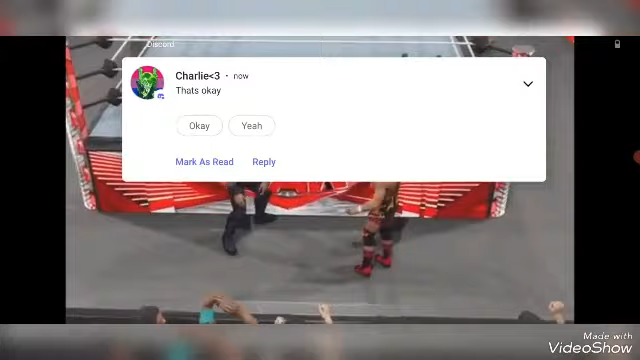 Discord
Charlie<3 • now
Thats okay
Okay
Yeah
Mark As Read
Reply
Made with
VideoShow